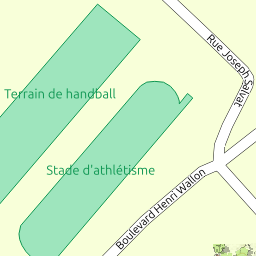 Rue Joseph Salvat
Terrain de handball
Stade d'athlétisme
Boulevard Henri Wallon